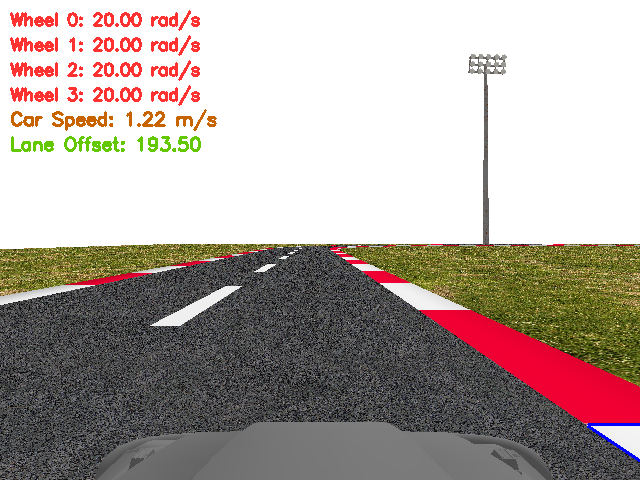 Wheel 0: 20.00 rad/s
Wheel 1: 20.00 rad/s
Wheel 2: 20.00 rad/s
Wheel 3: 20.00 rad/s
Car Speed: 1.22 m/s
Lane Offset: 193.50